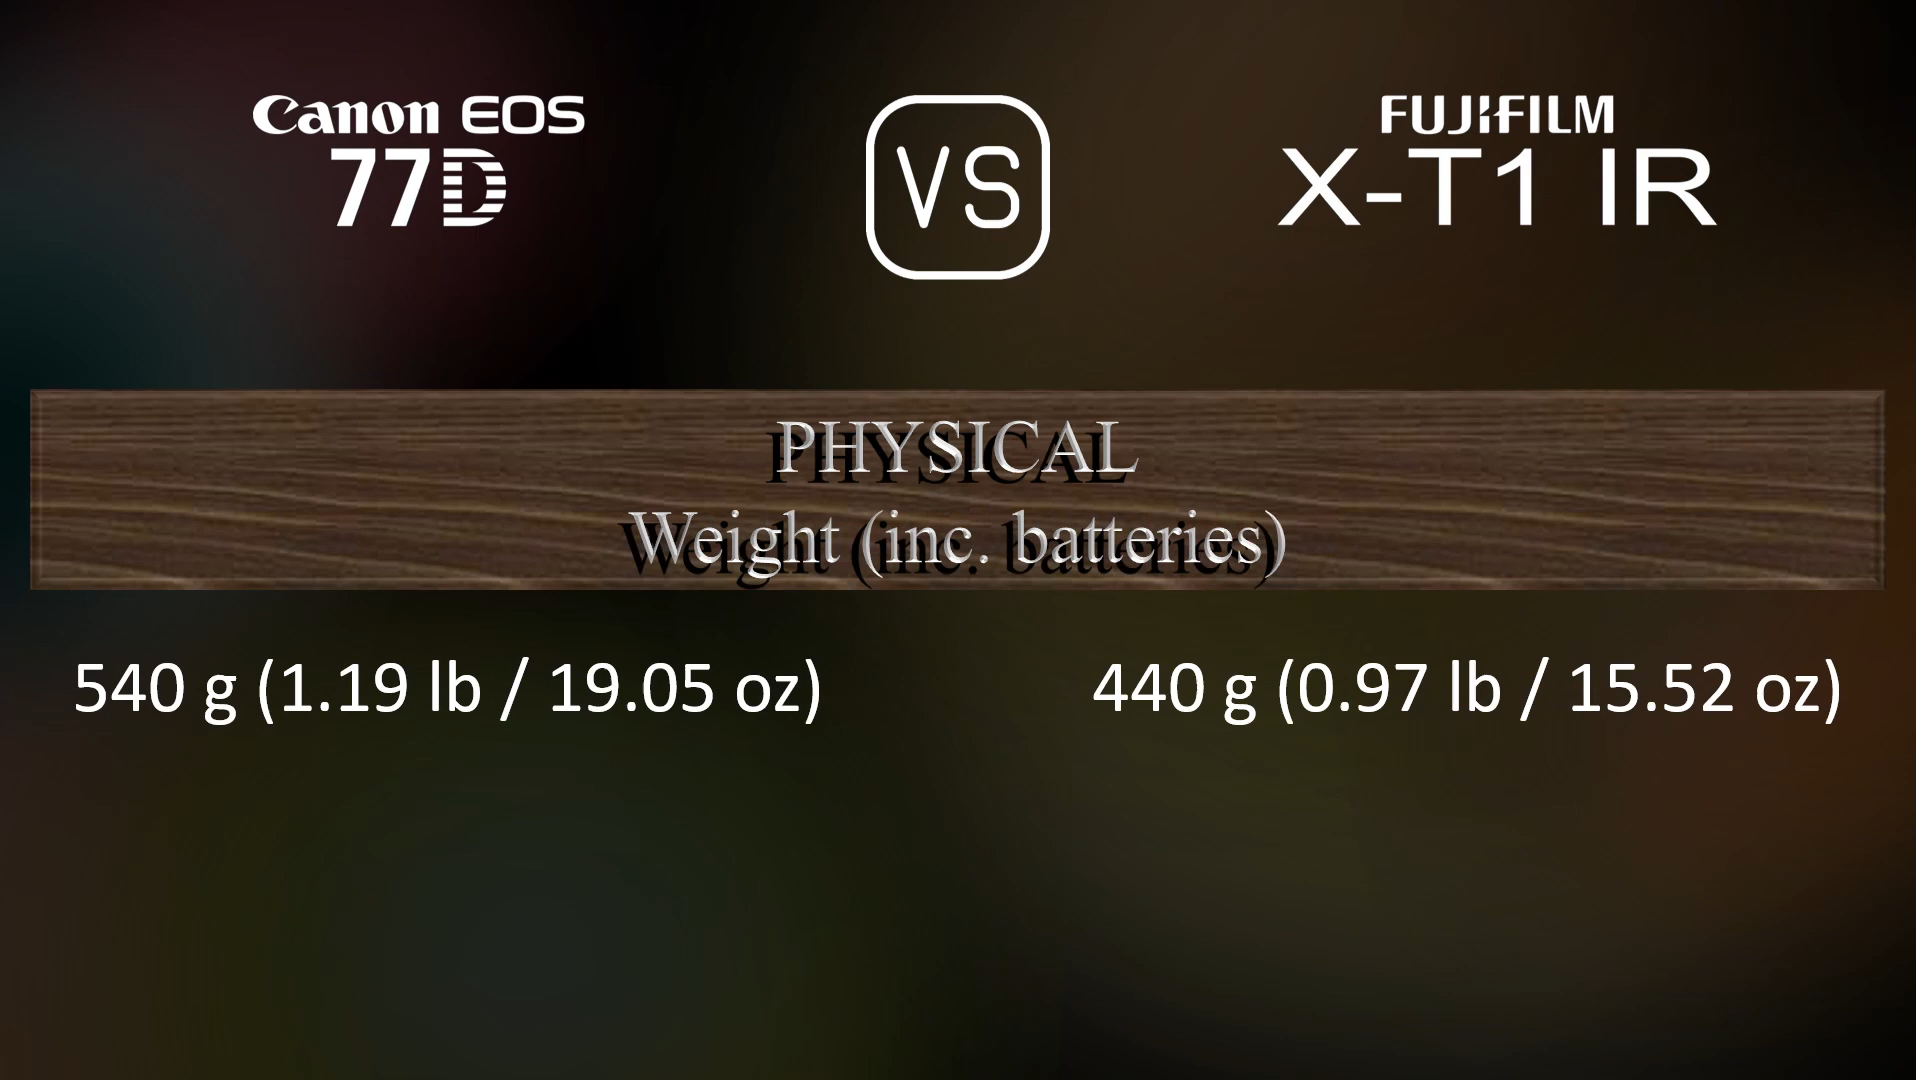 Canon EOS
77D
VS
FUJIFILM
X-T1 IR
PHYSICAL
Weight (inc. batteries)
540 g (1.19 lb / 19.05 oz)
440 g (0.97 lb / 15.52 oz)